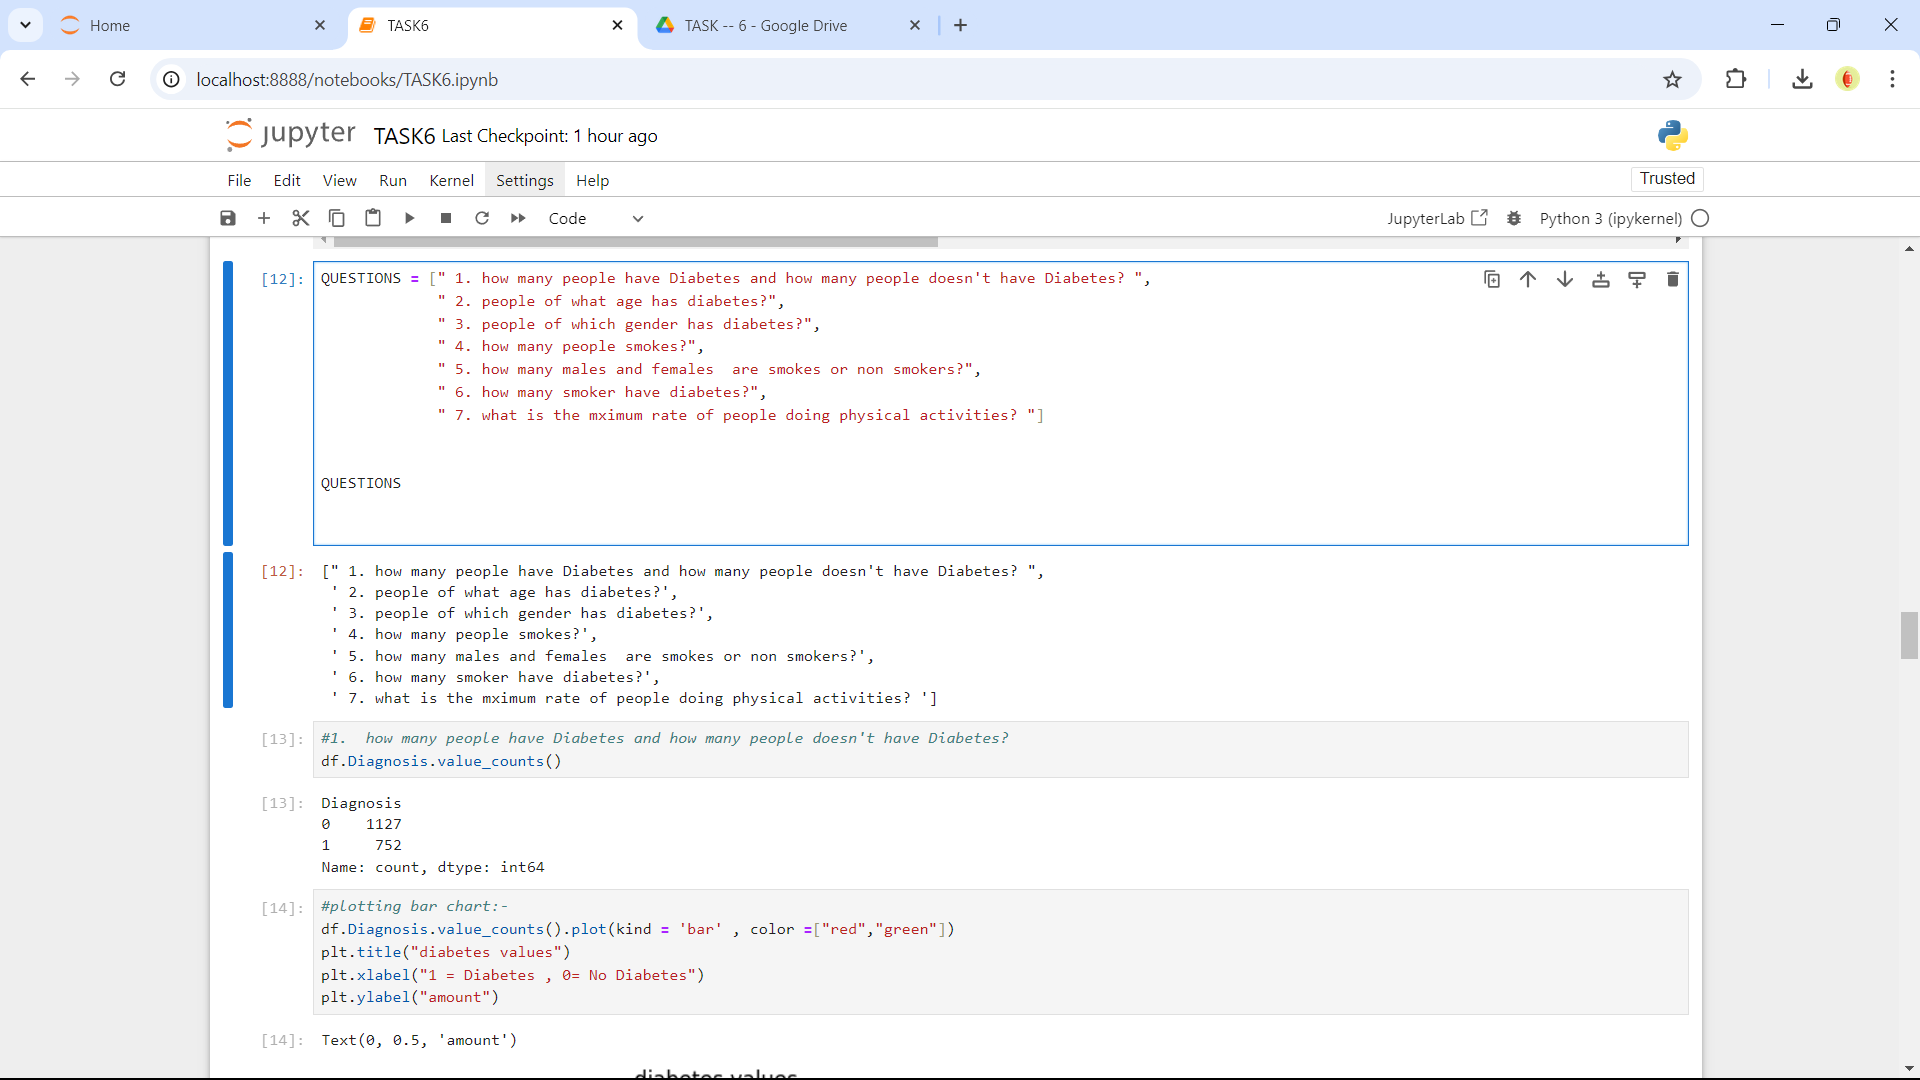 Home
TASK6
TASK -- 6 - Google Drive
localhost:8888/notebooks/TASK6.ipynb
jupyter TASK6 Last Checkpoint: 1 hour ago
File Edit View Run Kernel Settings Help Trusted
Code JupyterLab Python 3 (ipykernel)
[12]: QUESTIONS = [" 1. how many people have Diabetes and how many people doesn't have Diabetes? ",
" 2. people of what age has diabetes?",
" 3. people of which gender has diabetes?",
" 4. how many people smokes?",
" 5. how many males and females  are smokes or non smokers?",
" 6. how many smoker have diabetes?",
" 7. what is the mximum rate of people doing physical activities? "]
QUESTIONS
[12]: [" 1. how many people have Diabetes and how many people doesn't have Diabetes? ",
' 2. people of what age has diabetes?',
' 3. people of which gender has diabetes?',
' 4. how many people smokes?',
' 5. how many males and females  are smokes or non smokers?',
' 6. how many smoker have diabetes?',
' 7. what is the mximum rate of people doing physical activities? ']
[13]: #1.  how many people have Diabetes and how many people doesn't have Diabetes?
df.Diagnosis.value_counts()
[13]: Diagnosis
0    1127
1     752
Name: count, dtype: int64
[14]: #plotting bar chart:-
df.Diagnosis.value_counts().plot(kind = 'bar' , color =["red","green"])
plt.title("diabetes values")
plt.xlabel("1 = Diabetes , 0= No Diabetes")
plt.ylabel("amount")
[14]: Text(0, 0.5, 'amount')
diabetes values